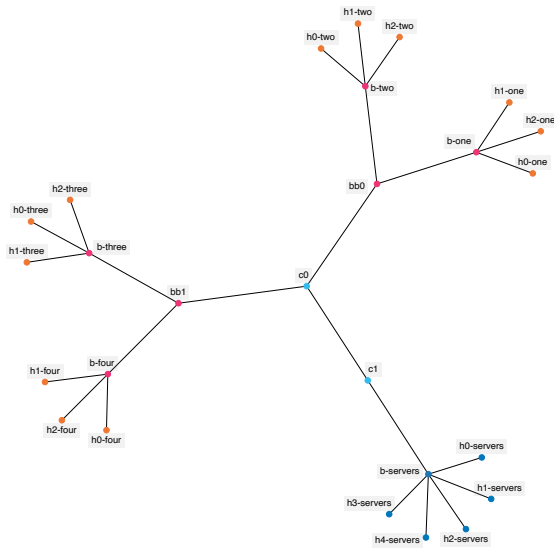 h1-two
h2-two
h0-two
b-two
h1-one
h2-one
b-one
h0-one
bb0
h2-three
h0-three
b-three
h1-three
c0
bb1
b-four
h1-four
c1
h2-four
h0-four
h0-servers
b-servers
h1-servers
h3-servers
h4-servers
h2-servers